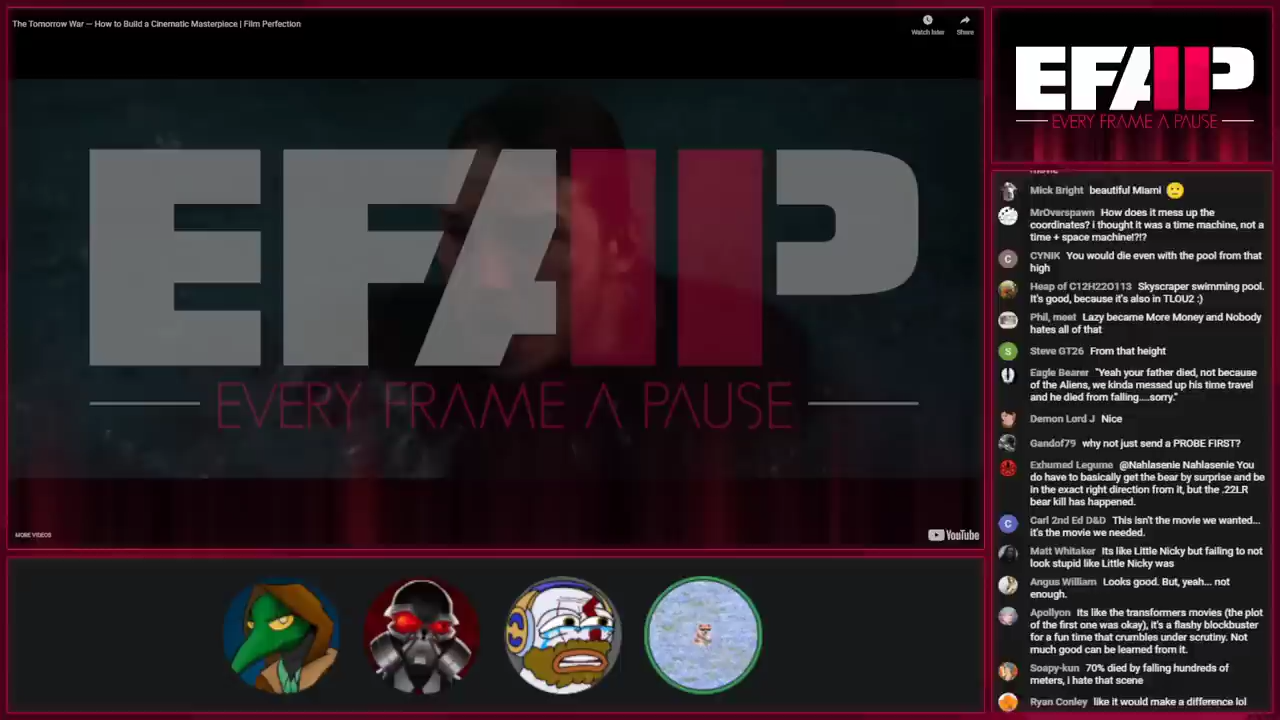 The Tomorrow War — How to Build a Cinematic Masterpiece | Film Perfection
Watch later
Share
EFAP
EVERY FRAME A PAUSE
MORE VIDEOS
YouTube
EFAP
EVERY FRAME A PAUSE
Mick Bright beautiful Miami 🙂
MrOverspawn How does it mess up the
coordinates? i thought it was a time machine, not a
time + space machine!?!?
C
CYNIK You would die even with the pool from that
high
Heap of C12H22O113 Skyscraper swimming pool.
It's good, because it's also in TLOU2 :)
Phil, meet Lazy became More Money and Nobody
hates all of that
S
Steve GT26 From that height
Eagle Bearer "Yeah your father died, not because
of the Aliens, we kinda messed up his time travel
and he died from falling....sorry."
Demon Lord J Nice
Gandof79 why not just send a PROBE FIRST?
Exhumed Legume @Nahlasenie Nahlasenie You
do have to basically get the bear by surprise and be
in the exact right direction from it, but the .22LR
bear kill has happened.
C
Carl 2nd Ed D&D This isn't the movie we wanted...
it's the movie we needed.
Matt Whitaker Its like Little Nicky but failing to not
look stupid like Little Nicky was
Angus William Looks good. But, yeah... not
enough.
Apollyon Its like the transformers movies (the plot
of the first one was okay), it's a flashy blockbuster
for a fun time that crumbles under scrutiny. Not
much good can be learned from it.
Soapy-kun 70% died by falling hundreds of
meters, i hate that scene
Ryan Conley like it would make a difference lol